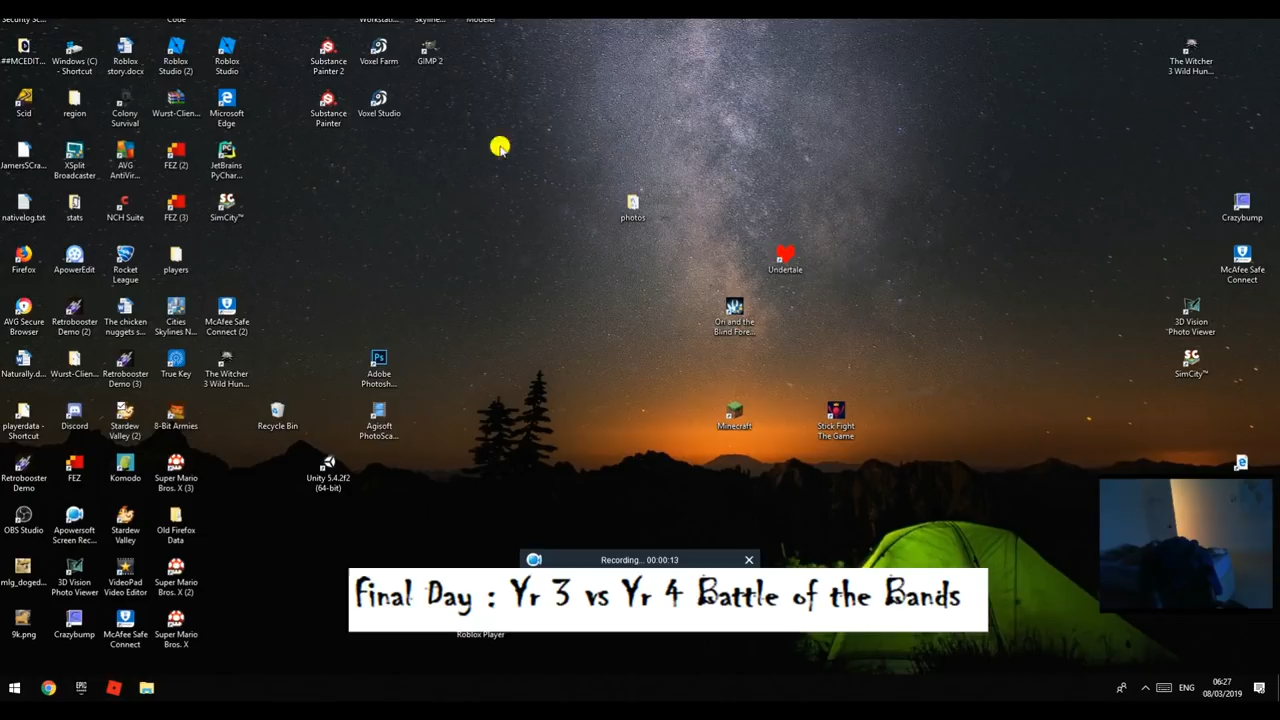 Security Sc...
Code
Workstati...
Skyline...
Modeler
##MCEDIT...
Windows (C)
- Shortcut
Roblox
story.docx
Roblox
Studio (2)
Roblox
Studio
Substance
Painter 2
Voxel Farm
GIMP 2
The Witcher
3 Wild Hun...
Scid
region
Colony
Survival
Wurst-Clien...
Microsoft
Edge
Substance
Painter
Voxel Studio
JamersSCra...
XSplit
Broadcaster
AVG
AntiVir...
FEZ (2)
JetBrains
PyChar...
nativelog.txt
stats
NCH Suite
FEZ (3)
SimCity™
photos
Crazybump
Firefox
ApowerEdit
Rocket
League
players
Undertale
McAfee Safe
Connect
AVG Secure
Browser
Retrobooster
Demo (2)
The chicken
nuggets s...
Cities
Skylines N...
McAfee Safe
Connect (2)
Ori and the
Blind Fore...
3D Vision
Photo Viewer
Naturally.d...
Wurst-Clien...
Retrobooster
Demo (3)
True Key
The Witcher
3 Wild Hun...
Adobe
Photosh...
SimCity™
playerdata -
Shortcut
Discord
Stardew
Valley (2)
8-Bit Armies
Recycle Bin
Agisoft
PhotoSca...
Minecraft
Stick Fight
The Game
Retrobooster
Demo
FEZ
Komodo
Super Mario
Bros. X (3)
Unity 5.4.2f2
(64-bit)
OBS Studio
Apowersoft
Screen Rec...
Stardew
Valley
Old Firefox
Data
Recording... 00:00:13
mlg_doged...
3D Vision
Photo Viewer
VideoPad
Video Editor
Super Mario
Bros. X (2)
Final Day : Yr 3 vs Yr 4 Battle of the Bands
9k.png
Crazybump
McAfee Safe
Connect
Super Mario
Bros. X
Roblox Player
EPIC
ENG
06:27
08/03/2019